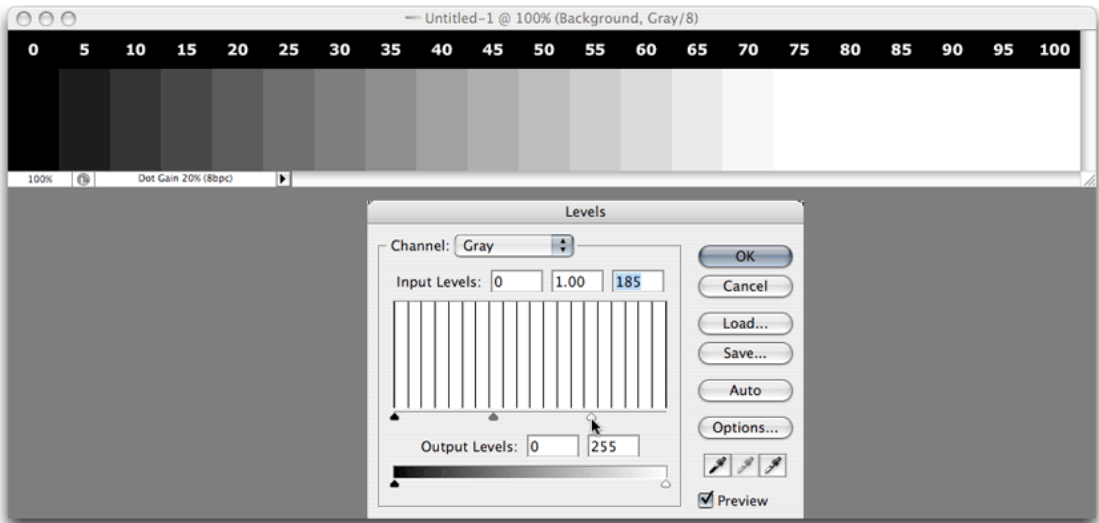 Untitled-1 @ 100% (Background, Gray/8)
0 5 10 15 20 25 30 35 40 45 50 55 60 65 70 75 80 85 90 95 100
100% Dot Gain 20% (8bpc)
Levels
Channel: Gray
OK
Input Levels: 0 1.00 185
Cancel
Load...
Save...
Auto
Options...
Output Levels: 0 255
Preview